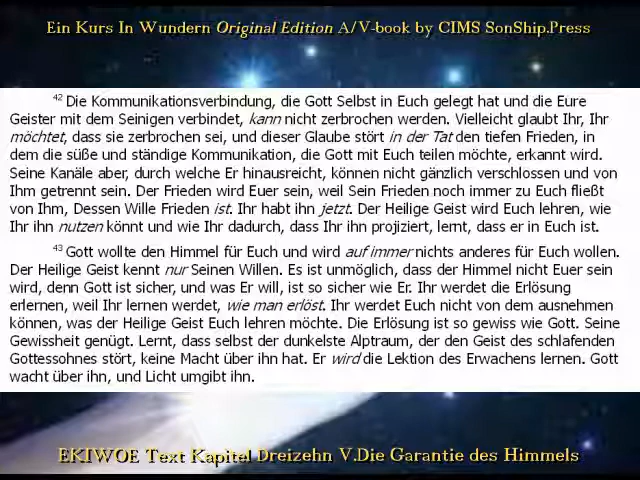 Ein Kurs In Wundern Original Edition A/V-book by CIMS SonShip.Press
42 Die Kommunikationsverbindung, die Gott Selbst in Euch gelegt hat und die Eure
Geister mit dem Seinigen verbindet, kann nicht zerbrochen werden. Vielleicht glaubt Ihr, Ihr
möchtet, dass sie zerbrochen sei, und dieser Glaube stört in der Tat den tiefen Frieden, in
dem die süße und ständige Kommunikation, die Gott mit Euch teilen möchte, erkannt wird.
Seine Kanäle aber, durch welche Er hinausreicht, können nicht gänzlich verschlossen und von
Ihm getrennt sein. Der Frieden wird Euer sein, weil Sein Frieden noch immer zu Euch fließt
von Ihm, Dessen Wille Frieden ist. Ihr habt ihn jetzt. Der Heilige Geist wird Euch lehren, wie
Ihr ihn nutzen könnt und wie Ihr dadurch, dass Ihr ihn projiziert, lernt, dass er in Euch ist.
43 Gott wollte den Himmel für Euch und wird auf immer nichts anderes für Euch wollen.
Der Heilige Geist kennt nur Seinen Willen. Es ist unmöglich, dass der Himmel nicht Euer sein
wird, denn Gott ist sicher, und was Er will, ist so sicher wie Er. Ihr werdet die Erlösung
erlernen, weil Ihr lernen werdet, wie man erlöst. Ihr werdet Euch nicht von dem ausnehmen
können, was der Heilige Geist Euch lehren möchte. Die Erlösung ist so gewiss wie Gott. Seine
Gewissheit genügt. Lernt, dass selbst der dunkelste Alptraum, der den Geist des schlafenden
Gottessohnes stört, keine Macht über ihn hat. Er wird die Lektion des Erwachens lernen. Gott
wacht über ihn, und Licht umgibt ihn.
EKIWOE Text Kapitel Dreizehn V.Die Garantie des Himmels